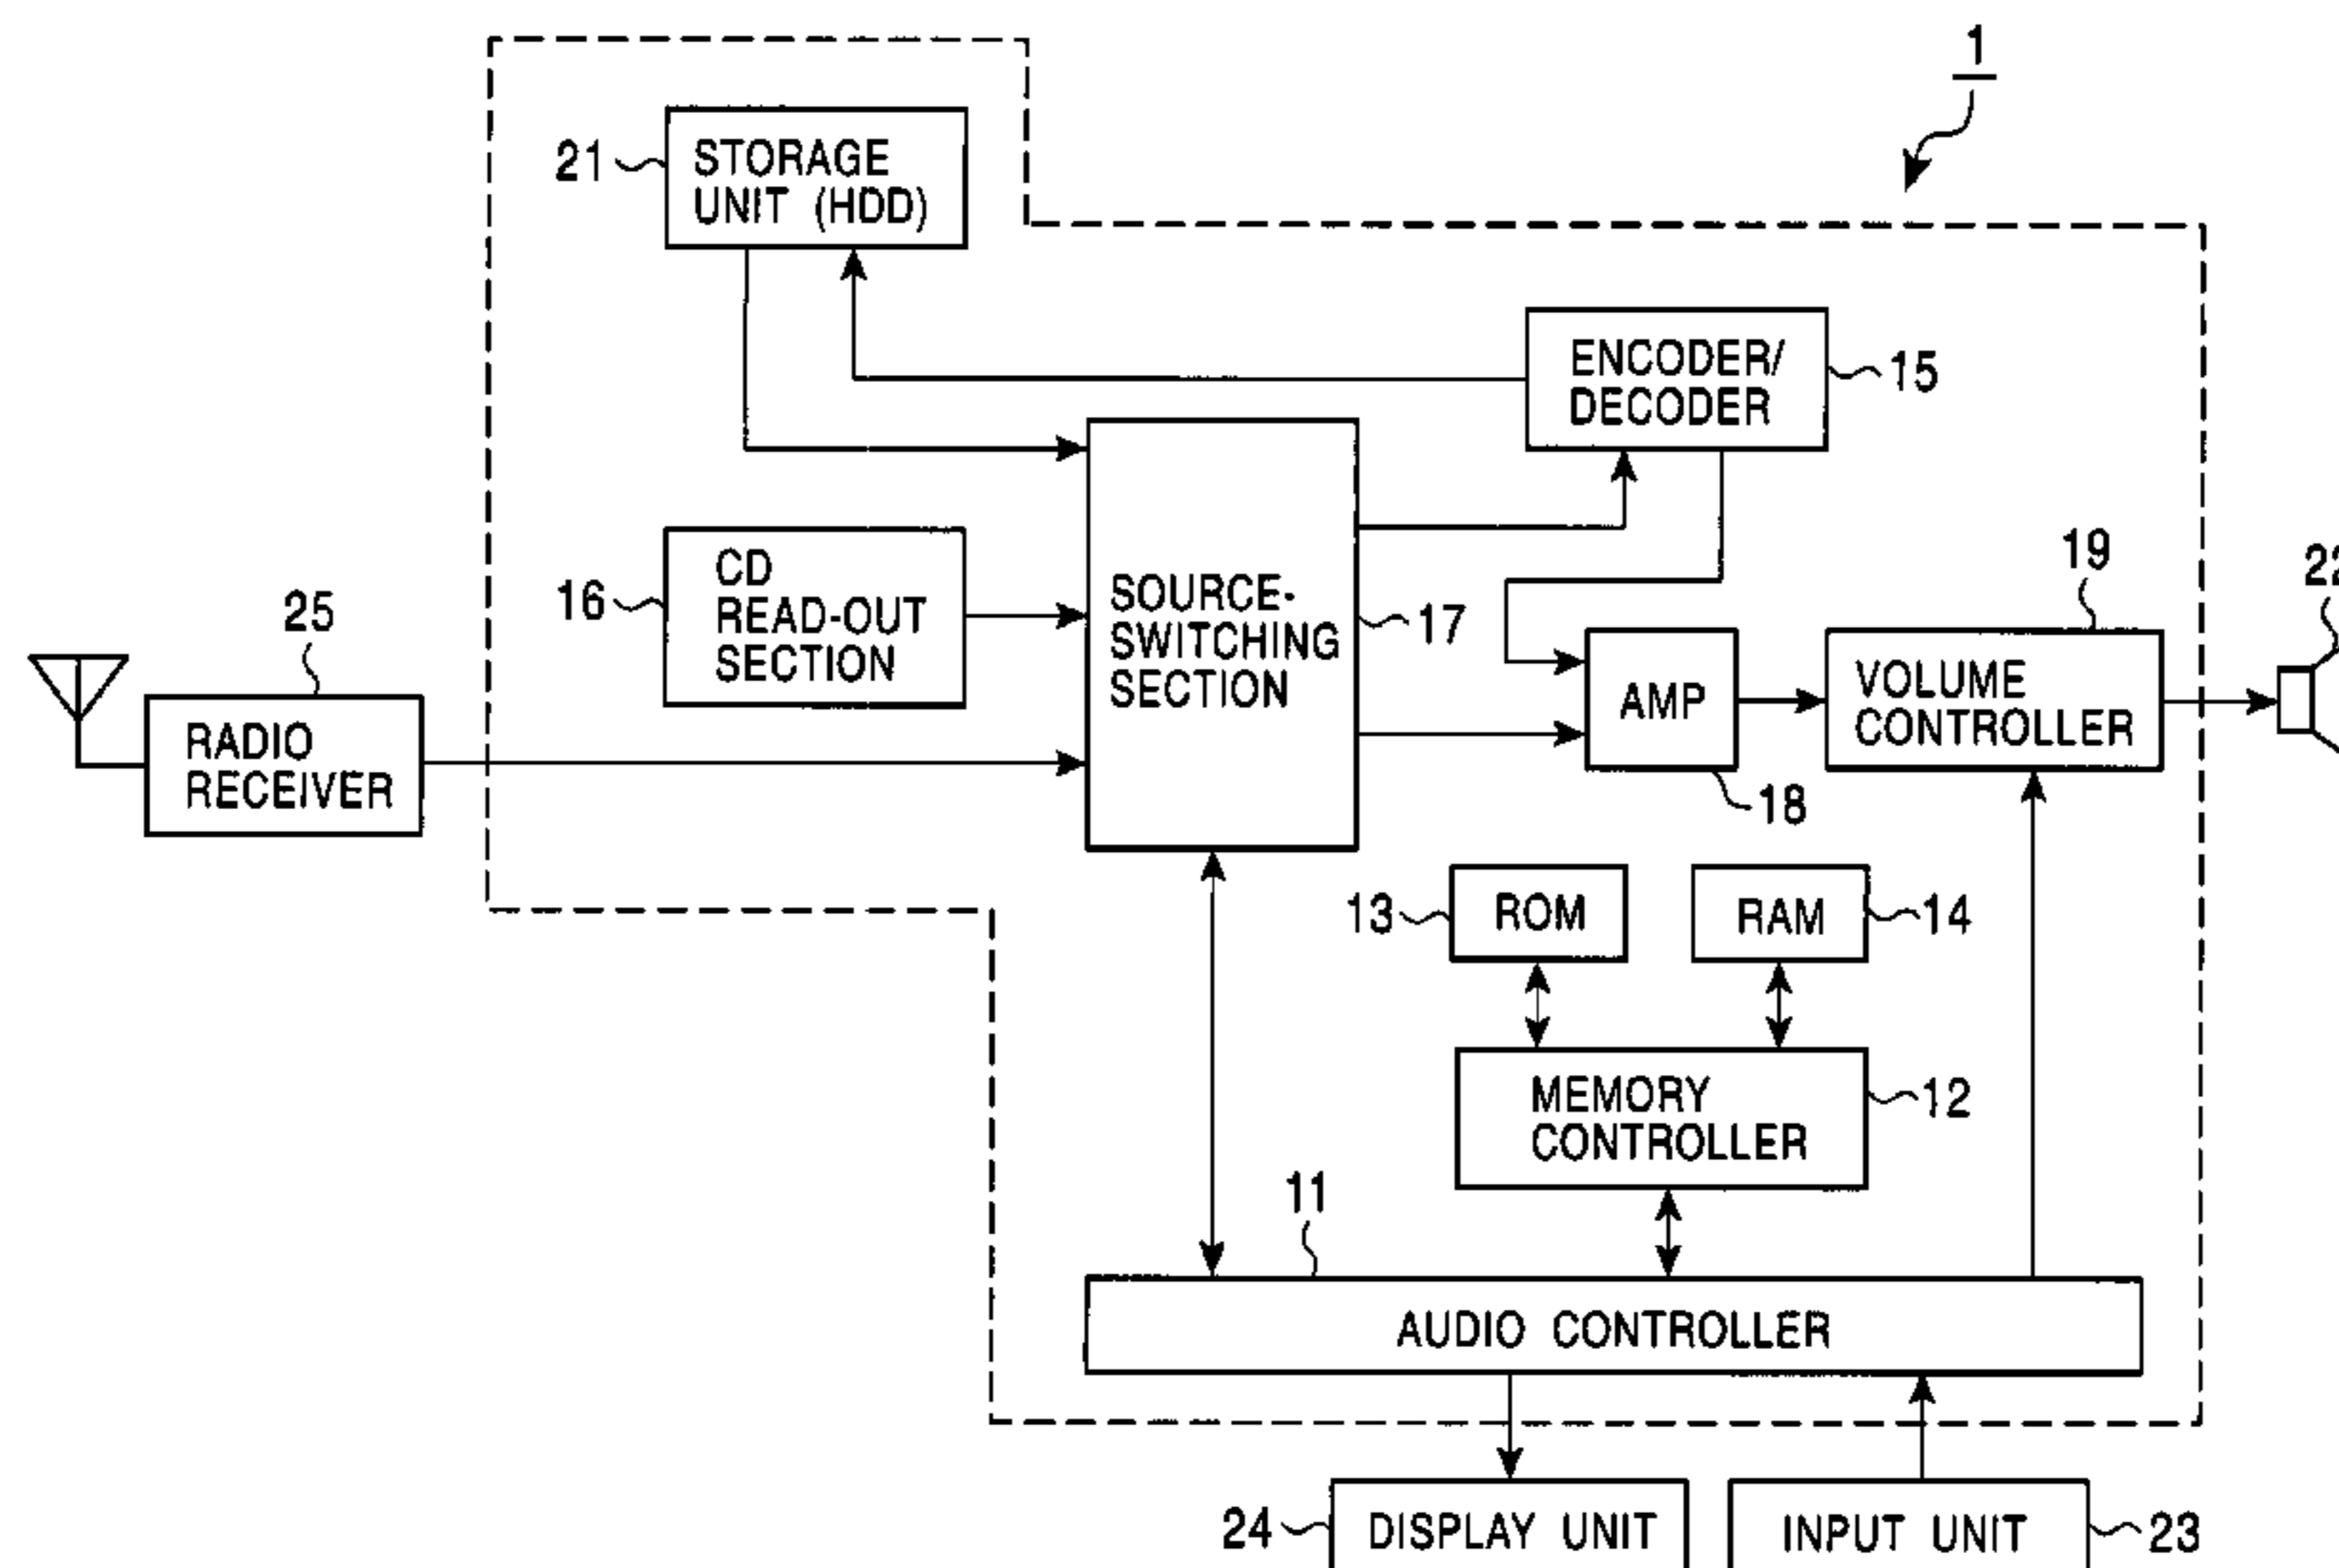 1
21
STORAGE
UNIT (HDD)
ENCODER/
DECODER
15
19
22
CD
READ-OUT
SECTION
16
SOURCE-
SWITCHING
SECTION
17
25
RADIO
RECEIVER
AMP
VOLUME
CONTROLLER
18
13
ROM
RAM
14
MEMORY
CONTROLLER
12
11
AUDIO CONTROLLER
24
DISPLAY UNIT
INPUT UNIT
23